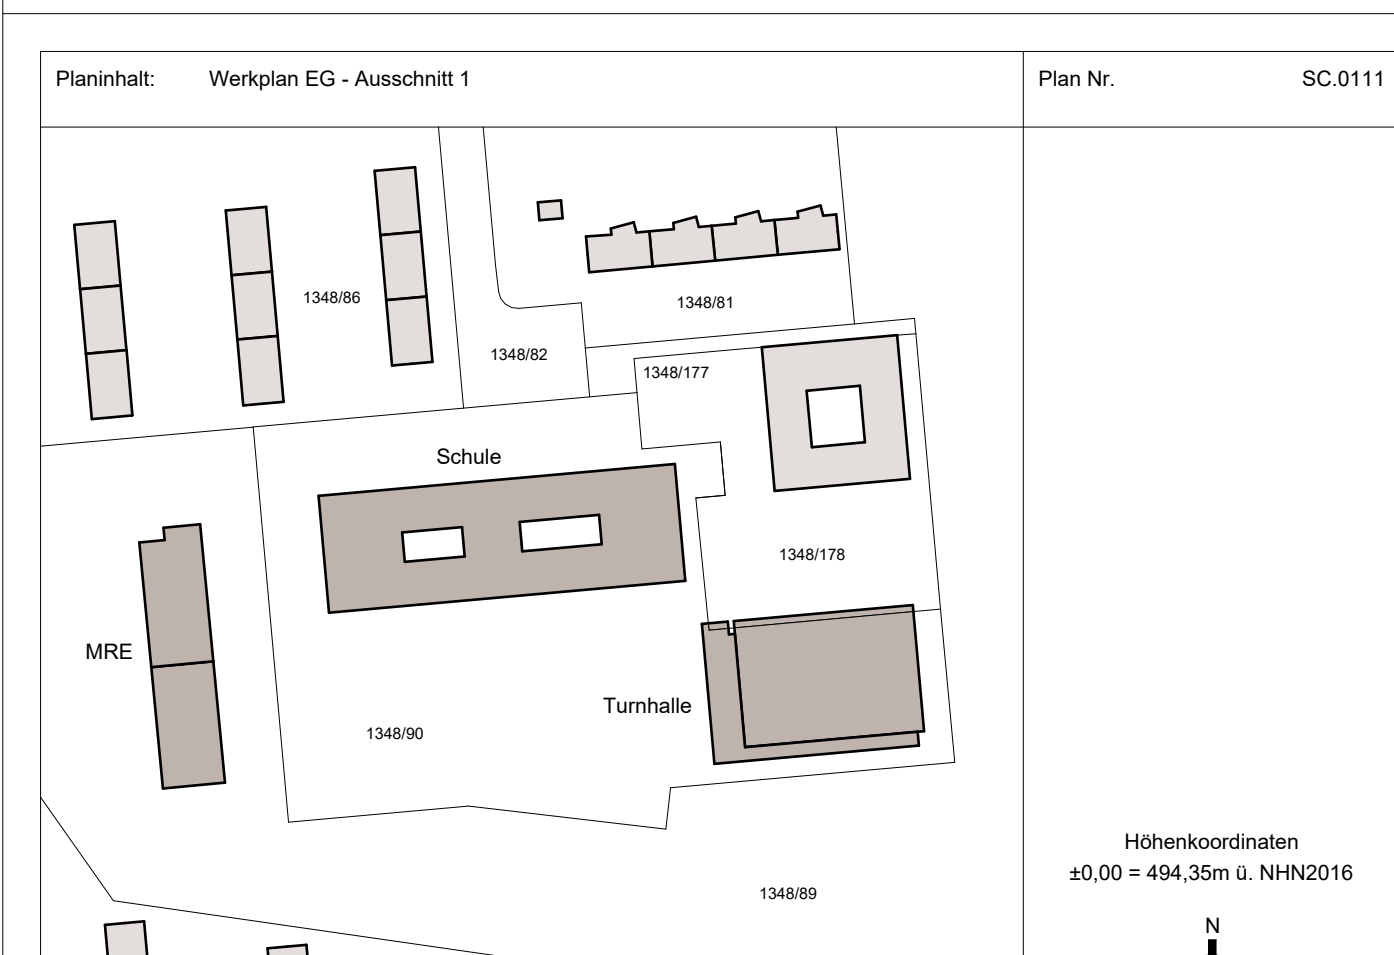 Planinhalt: Werkplan EG - Ausschnitt 1
Plan Nr. SC.0111
1348/86
1348/81
1348/82
1348/177
Schule
1348/178
MRE
Turnhalle
1348/90
Höhenkoordinaten
±0,00 = 494,35m ü. NHN2016
1348/89
N